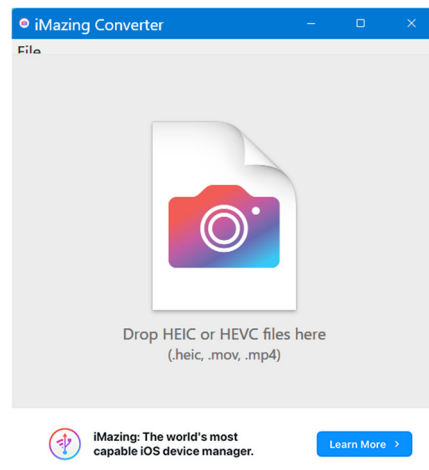 iMazing Converter
File
Drop HEIC or HEVC files here
(.heic, .mov, .mp4)
iMazing: The world's most
capable iOS device manager.
Learn More